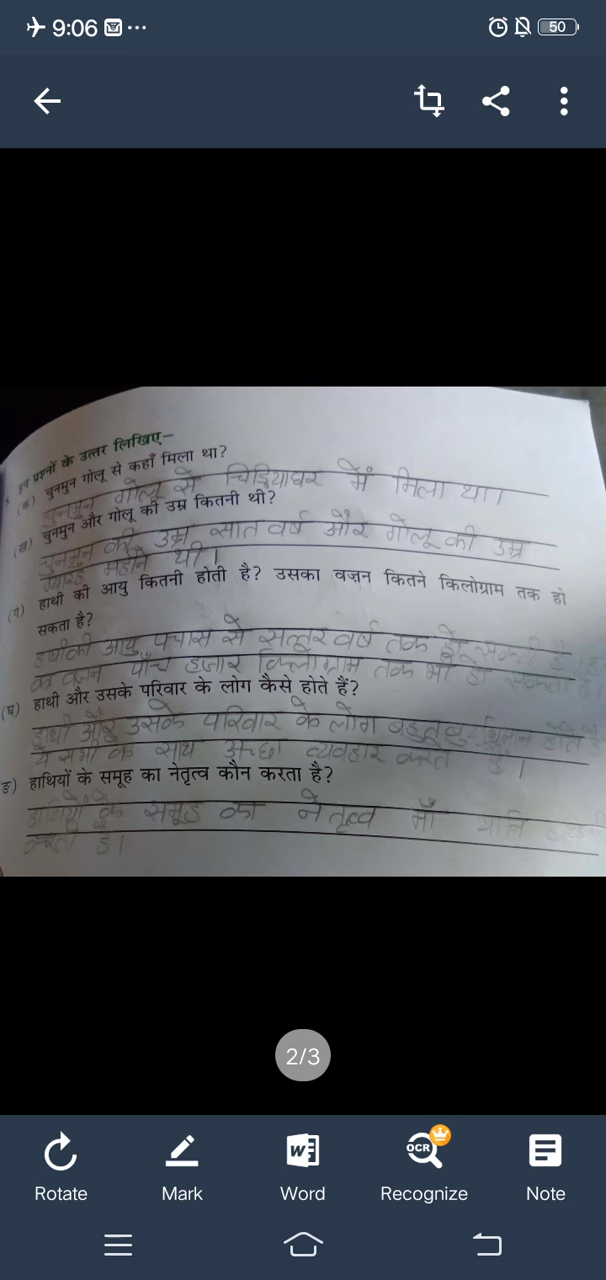 9:06
50
इन प्रश्नों के उत्तर लिखिए–
(क) चुनमुन गोलू से कहाँ मिला था?
चुनमुन गोलू से चिड़ियाघर में मिला था।
(ख) चुनमुन और गोलू की उम्र कितनी थी?
चुनमुन की उम्र सात वर्ष और गोलू की उम्र
महीने थी।
(ग) हाथी की आयु कितनी होती है? उसका वज़न कितने किलोग्राम तक हो
सकता है?
हाथी की आयु पचास से सत्तर वर्ष तक हो सकती है
वजन पाँच हजार किलोग्राम तक भी हो सकता है।
(घ) हाथी और उसके परिवार के लोग कैसे होते हैं?
हाथी और उसके परिवार के लोग बहुत बुद्धिमान होते
ये सभी के साथ अच्छा व्यवहार करते हैं।
ङ) हाथियों के समूह का नेतृत्व कौन करता है?
हाथियों के समूह का नेतृत्व माँ यानि
करती है।
2/3
W
OCR
Rotate Mark Word Recognize Note